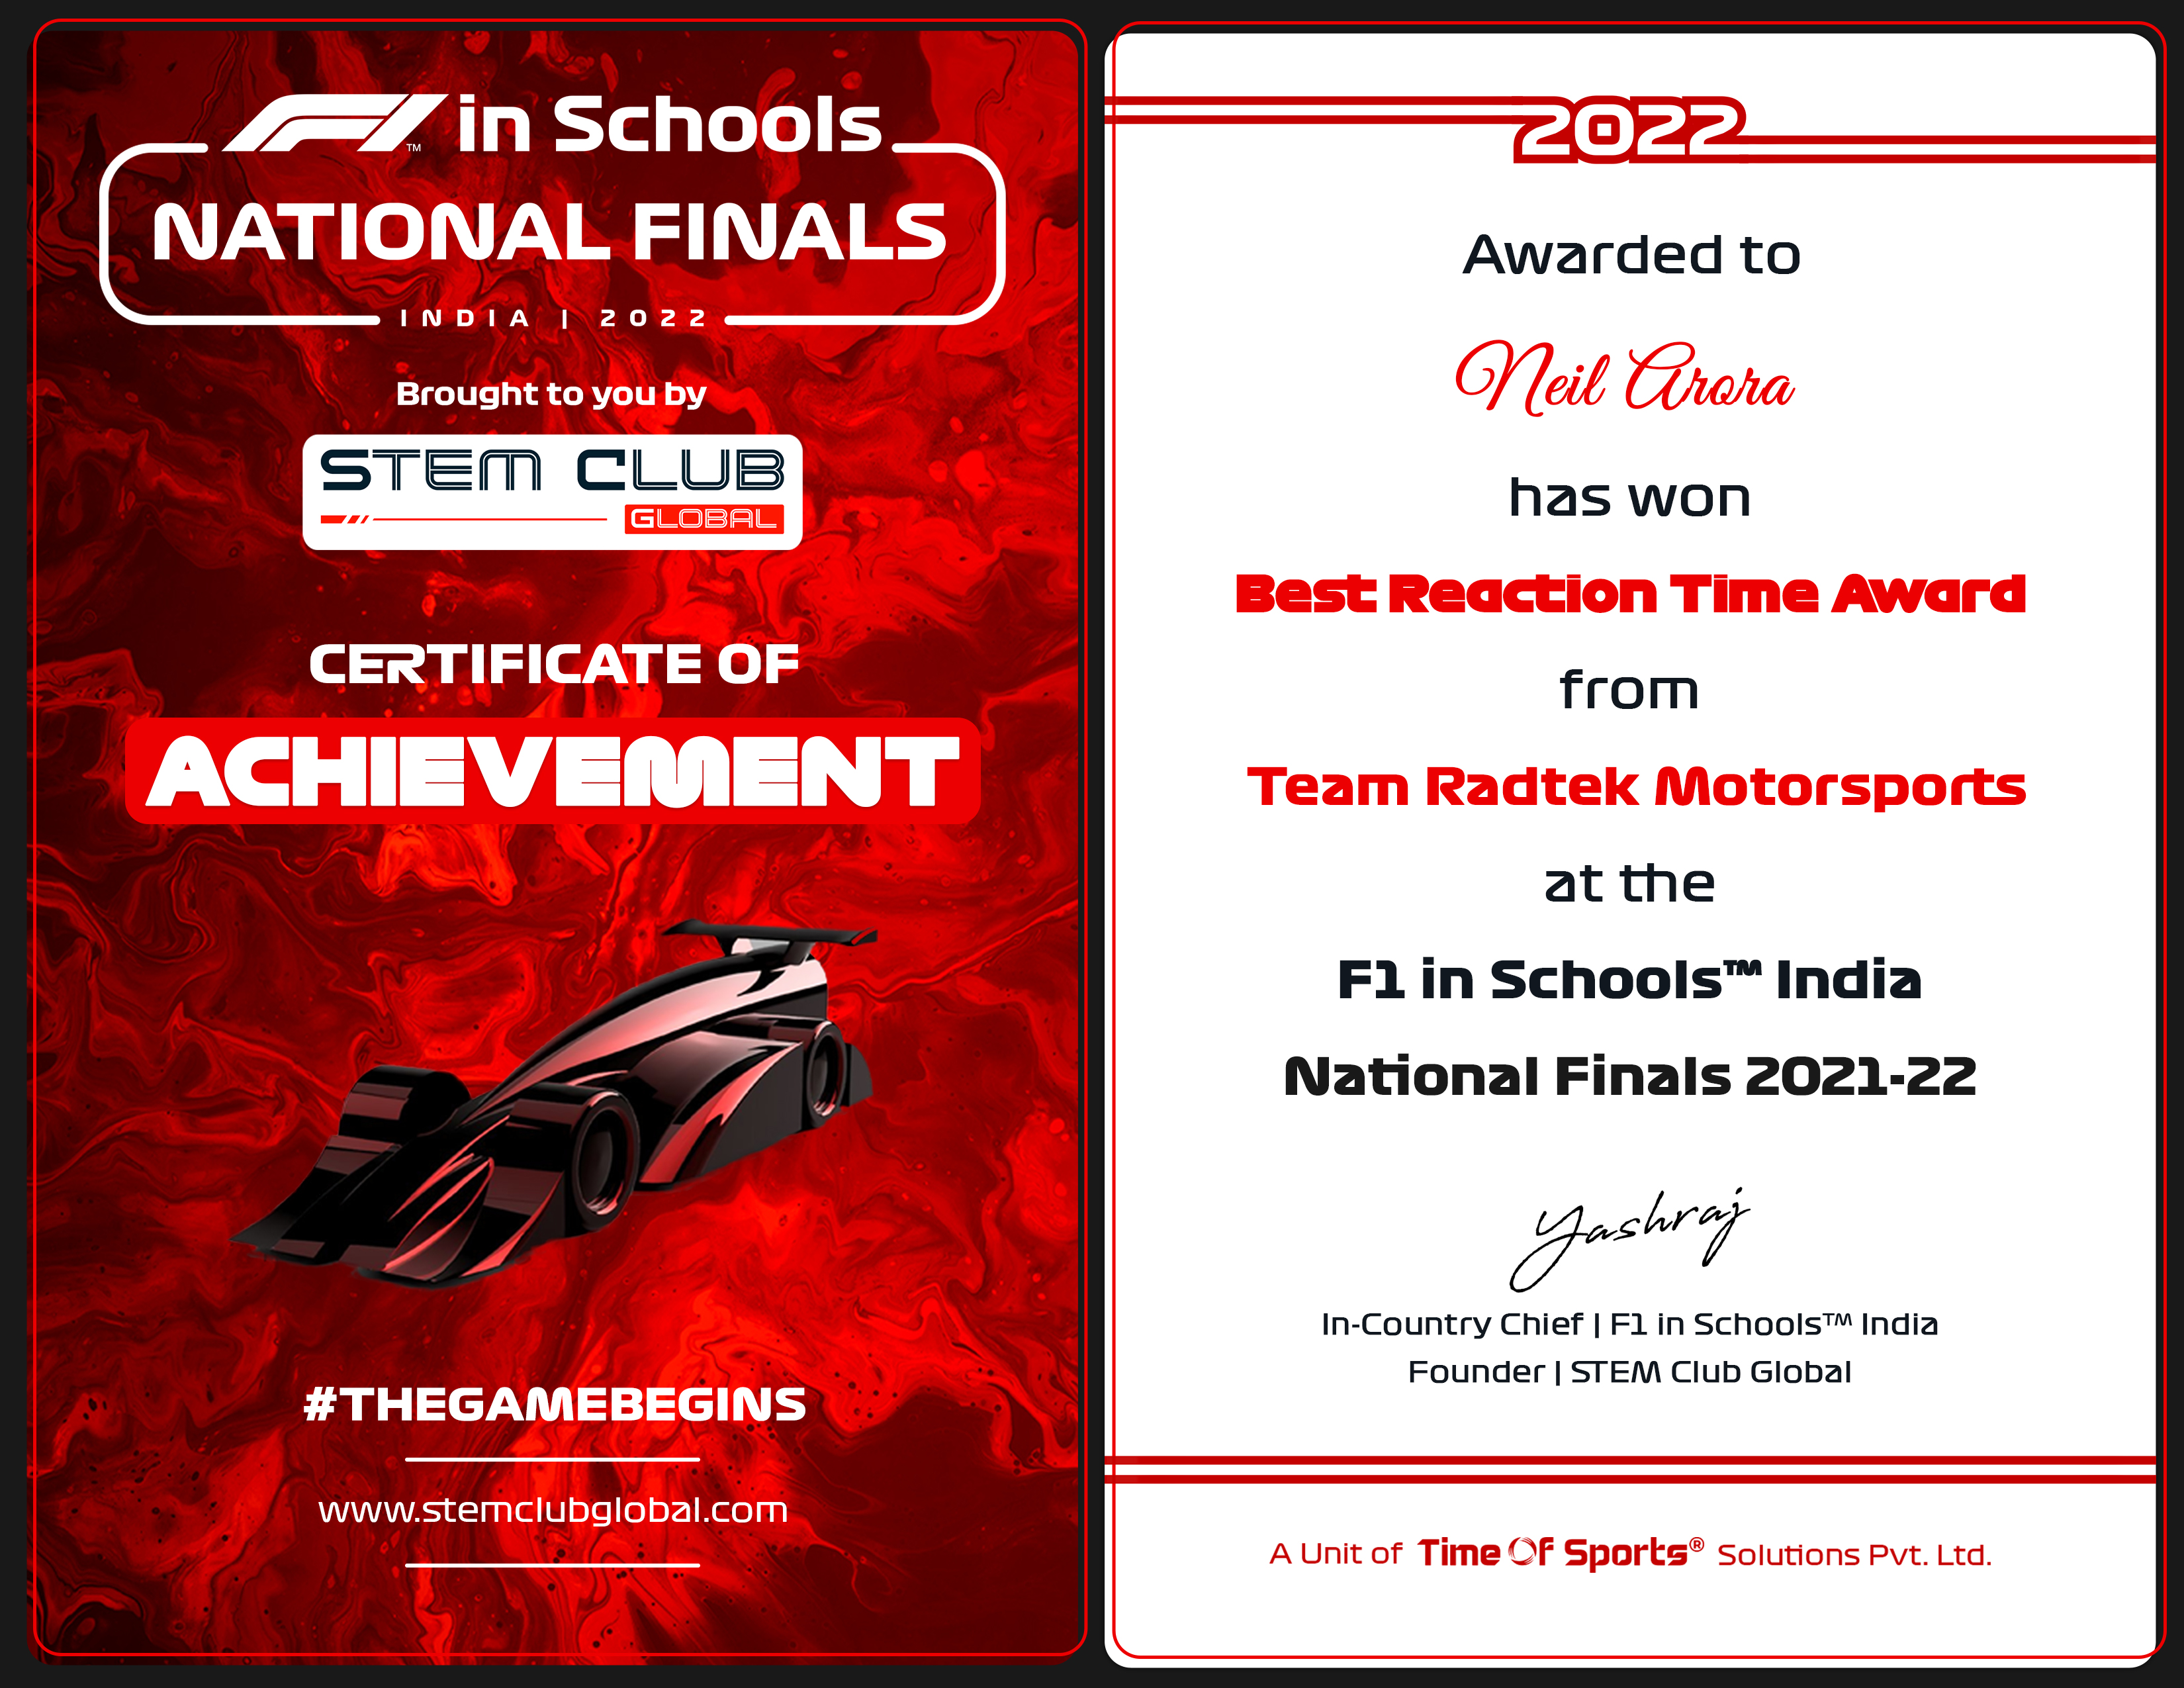 F1™ in Schools
NATIONAL FINALS
INDIA | 2022
Brought to you by
STEM CLUB
GLOBAL
CERTIFICATE OF
ACHIEVEMENT
#THEGAMEBEGINS
www.stemclubglobal.com
2022
Awarded to
Neil Arora
has won
Best Reaction Time Award
from
Team Radtek Motorsports
at the
F1 in Schools™ India
National Finals 2021-22
Yashraj
In-Country Chief | F1 in Schools™ India
Founder | STEM Club Global
A Unit of Time Of Sports® Solutions Pvt. Ltd.